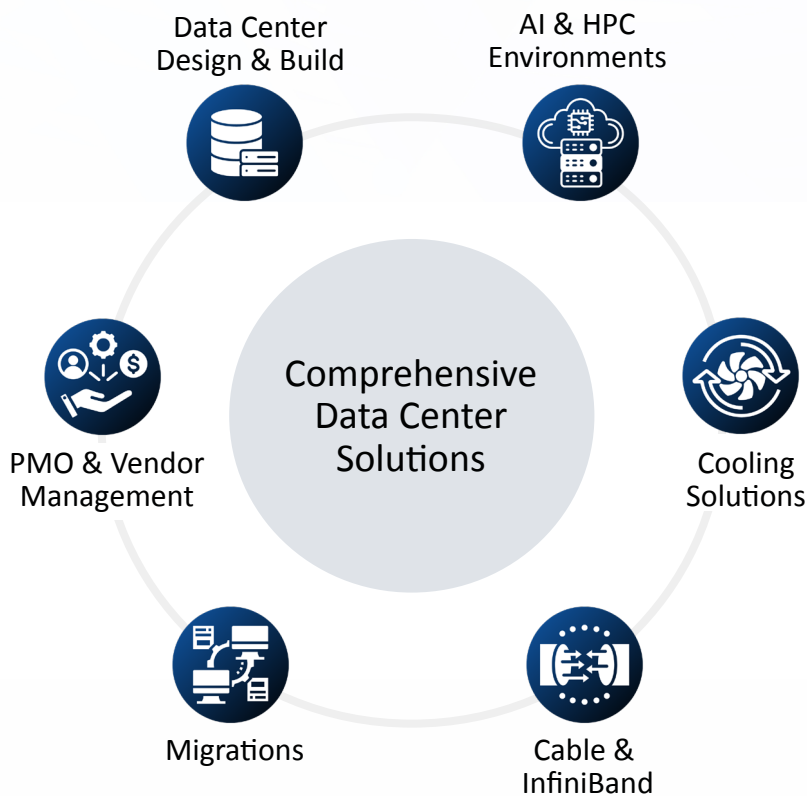 Data Center
Design & Build
AI & HPC
Environments
Comprehensive
Data Center
Solutions
PMO & Vendor
Management
Cooling
Solutions
Migrations
Cable &
InfiniBand
$